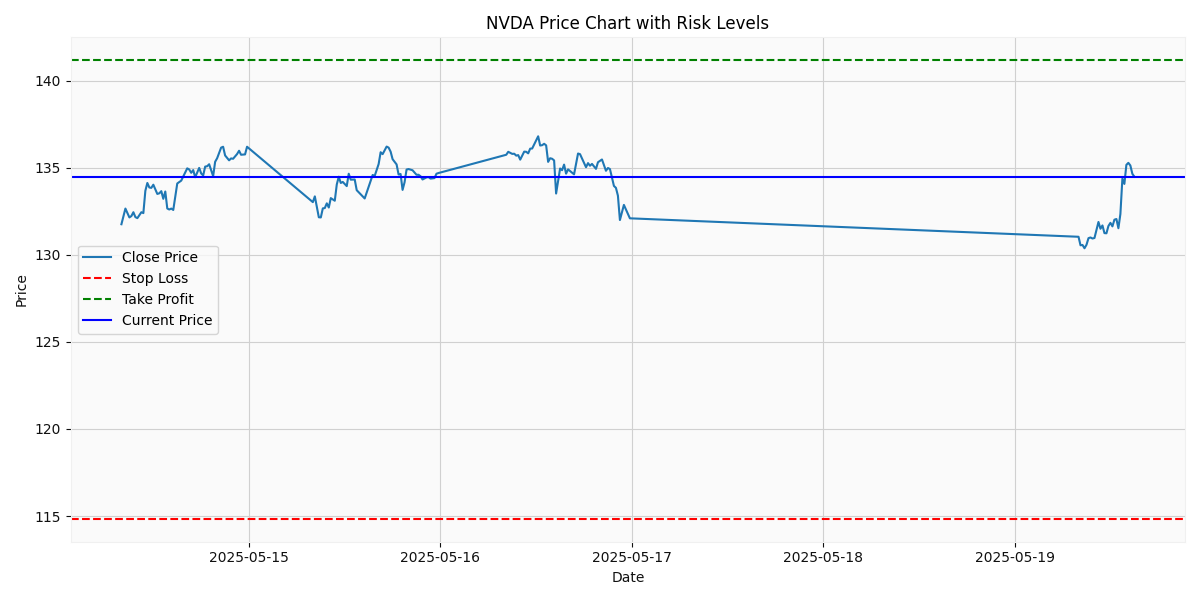 NVDA Price Chart with Risk Levels
140
135
130
125
120
115
Price
Close Price
Stop Loss
Take Profit
Current Price
2025-05-15
2025-05-16
2025-05-17
2025-05-18
2025-05-19
Date